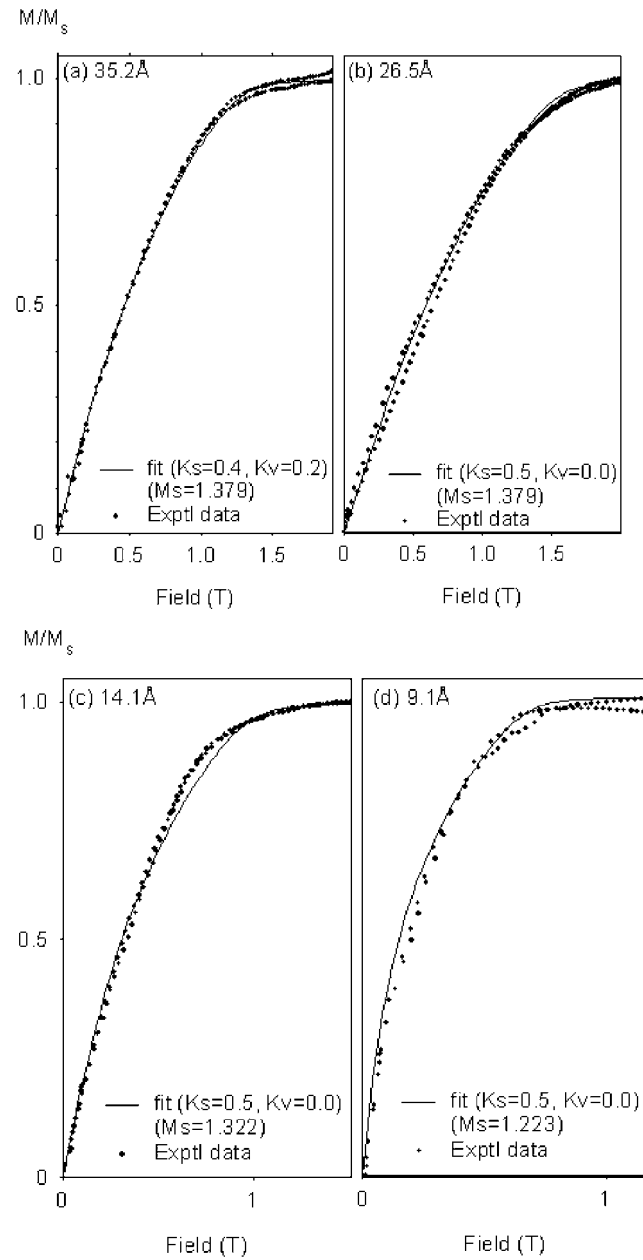 M/Ms
(a) 35.2Å
(b) 26.5Å
1.0
0.5
0
fit (Ks=0.4, Kv=0.2)
(Ms=1.379)
Exptl data
fit (Ks=0.5, Kv=0.0)
(Ms=1.379)
Exptl data
0 0.5 1.0 1.5
0 0.5 1.0 1.5
Field (T)
Field (T)
M/Ms
(c) 14.1Å
(d) 9.1Å
1.0
0.5
0
fit (Ks=0.5, Kv=0.0)
(Ms=1.322)
Exptl data
fit (Ks=0.5, Kv=0.0)
(Ms=1.223)
Exptl data
0 1
0 1
Field (T)
Field (T)